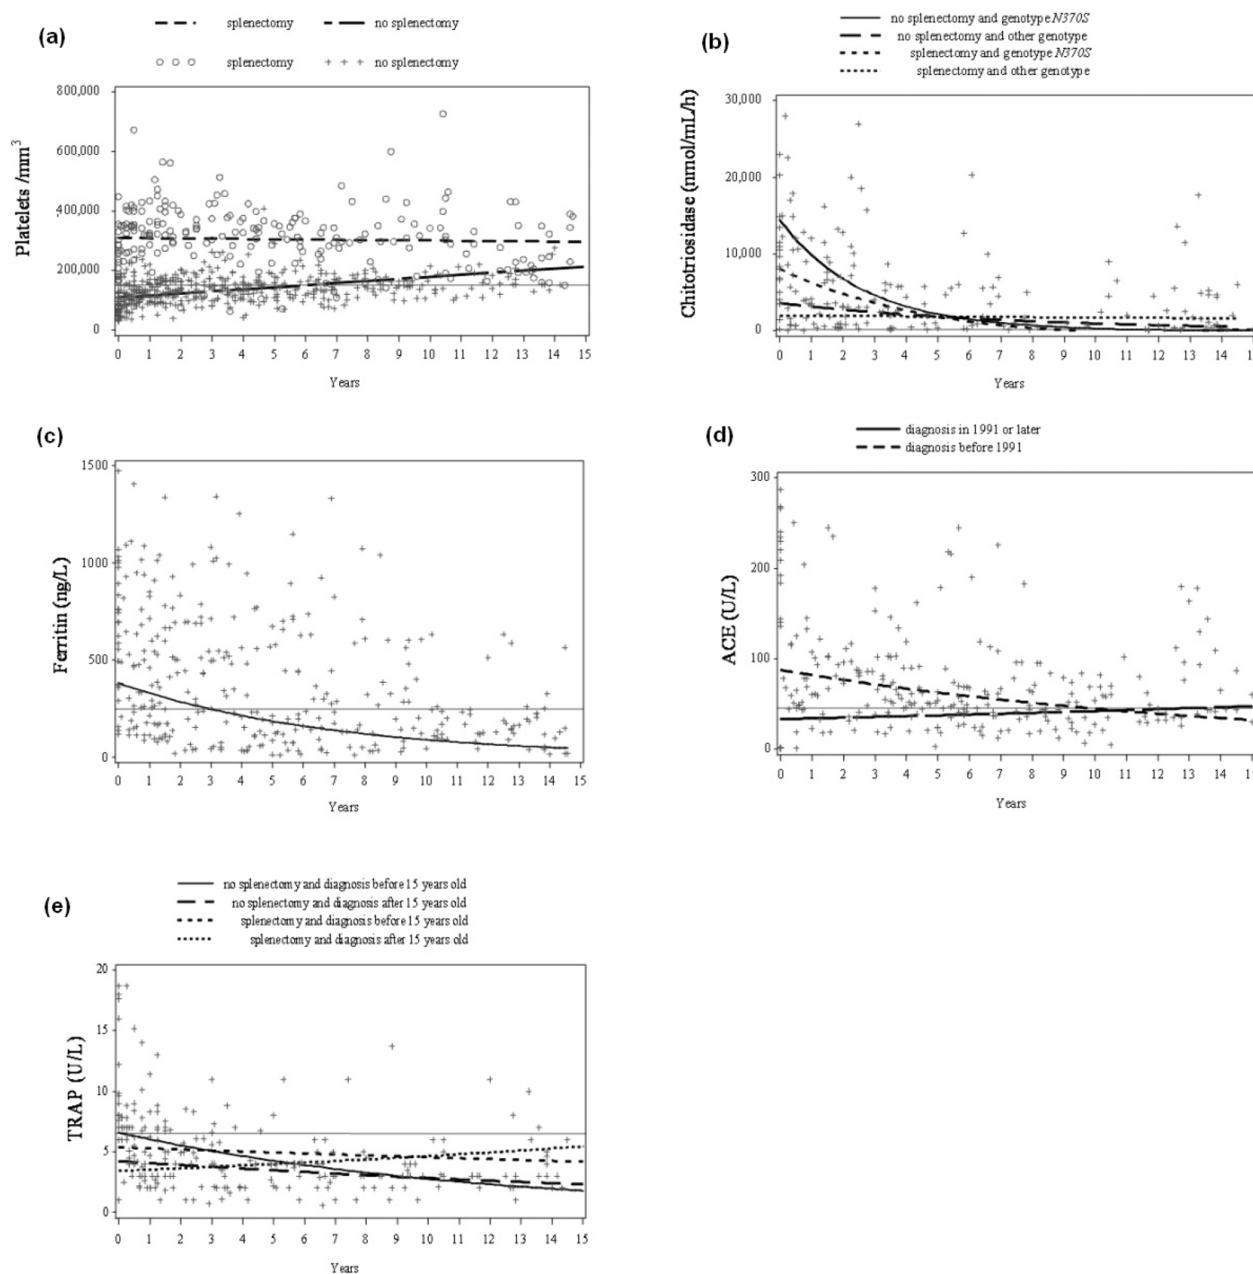 (a)
splenectomy no splenectomy
splenectomy no splenectomy
800,000
600,000
400,000
200,000
0
Platelets /mm3
0 1 2 3 4 5 6 7 8 9 10 11 12 13 14 15
Years
(b)
no splenectomy and genotype N370S
no splenectomy and other genotype
splenectomy and genotype N370S
splenectomy and other genotype
30,000
20,000
10,000
0
Chitotriosidase (nmol/mL/h)
0 1 2 3 4 5 6 7 8 9 10 11 12 13 14 1
Years
(c)
1500
1000
500
0
Ferritin (ng/L)
0 1 2 3 4 5 6 7 8 9 10 11 12 13 14 15
Years
(d)
diagnosis in 1991 or later
diagnosis before 1991
300
200
100
0
ACE (U/L)
0 1 2 3 4 5 6 7 8 9 10 11 12 13 14 1
Years
(e)
no splenectomy and diagnosis before 15 years old
no splenectomy and diagnosis after 15 years old
splenectomy and diagnosis before 15 years old
splenectomy and diagnosis after 15 years old
20
15
10
5
0
TRAP (U/L)
0 1 2 3 4 5 6 7 8 9 10 11 12 13 14 15
Years